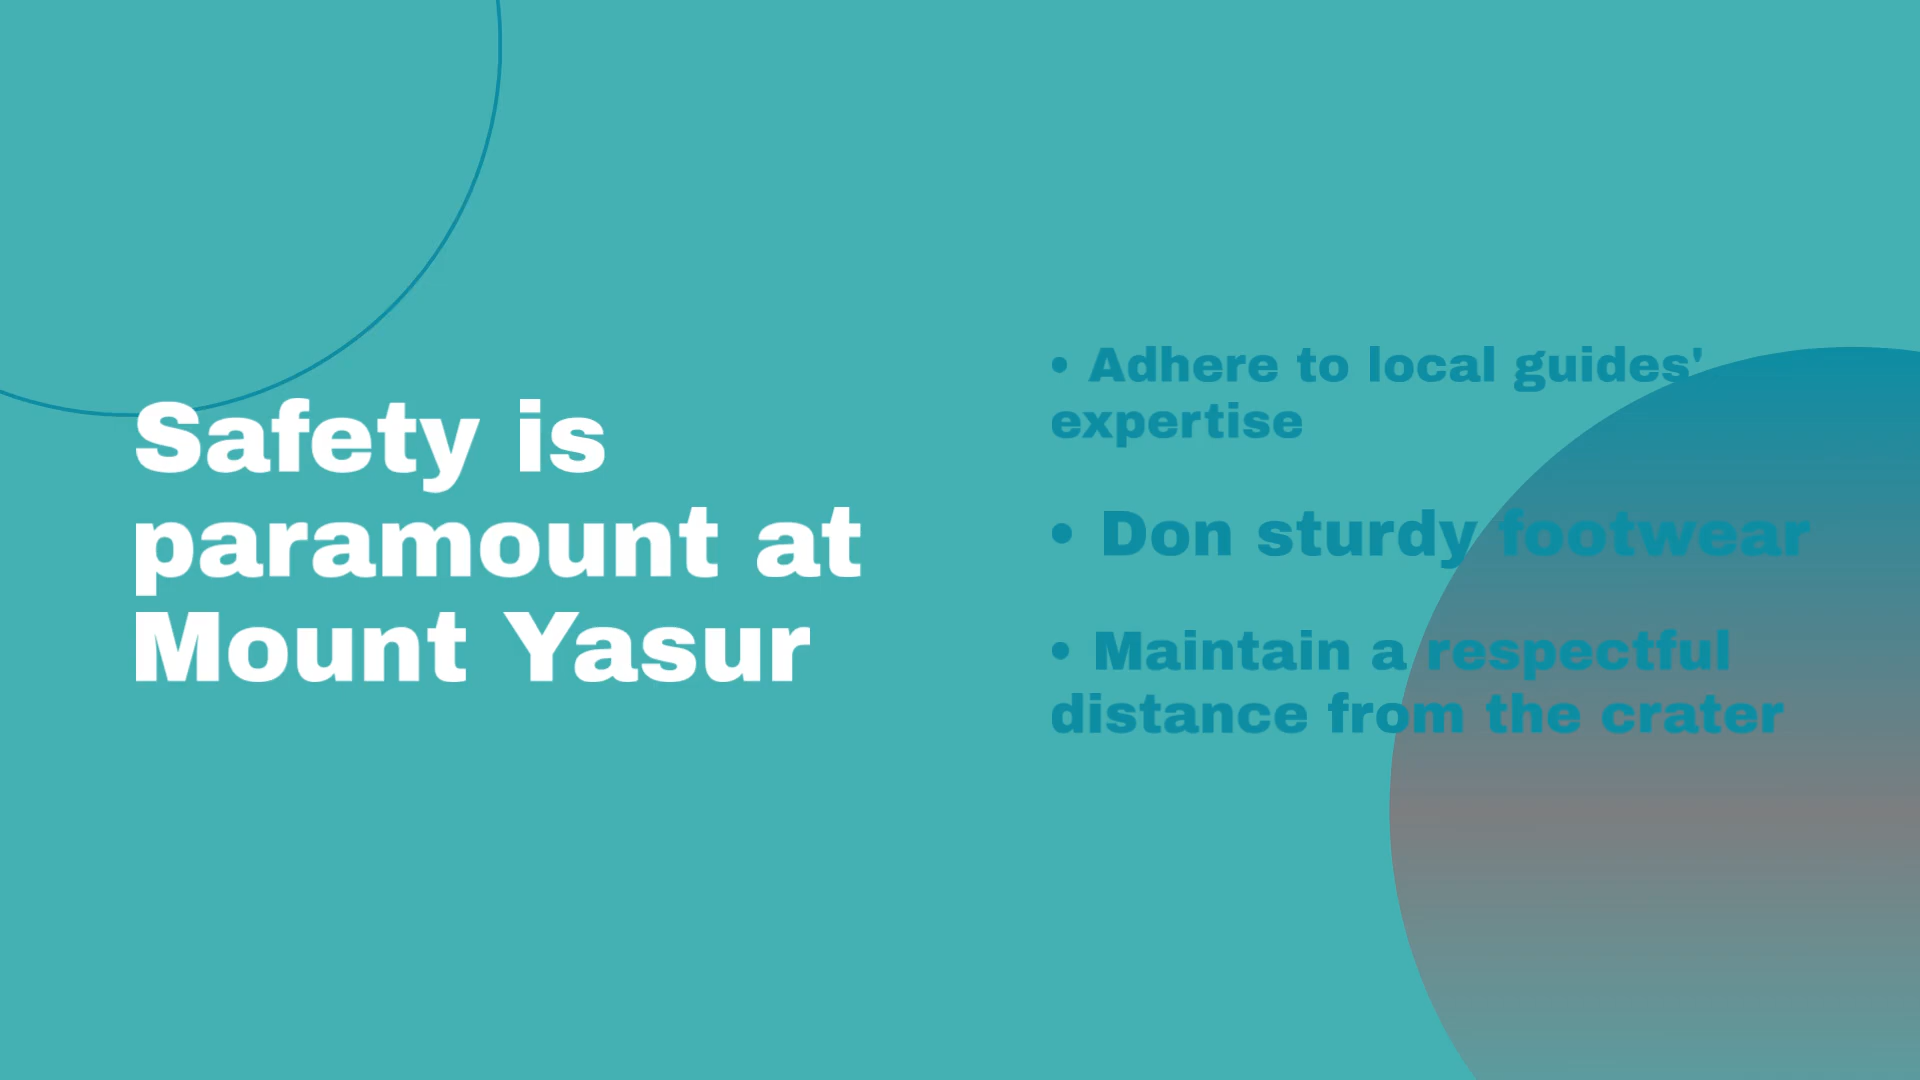 Safety is
paramount at
Mount Yasur
• Adhere to local guides'
expertise
• Don sturdy footwear
• Maintain a respectful
distance from the crater